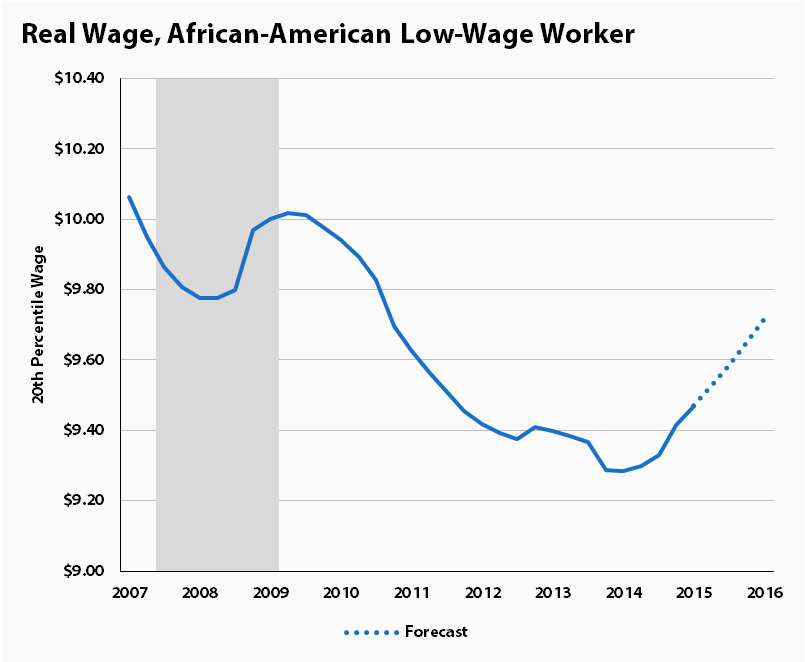 Real Wage, African-American Low-Wage Worker
20th Percentile Wage
$10.40
$10.20
$10.00
$9.80
$9.60
$9.40
$9.20
$9.00
2007 2008 2009 2010 2011 2012 2013 2014 2015 2016
Forecast